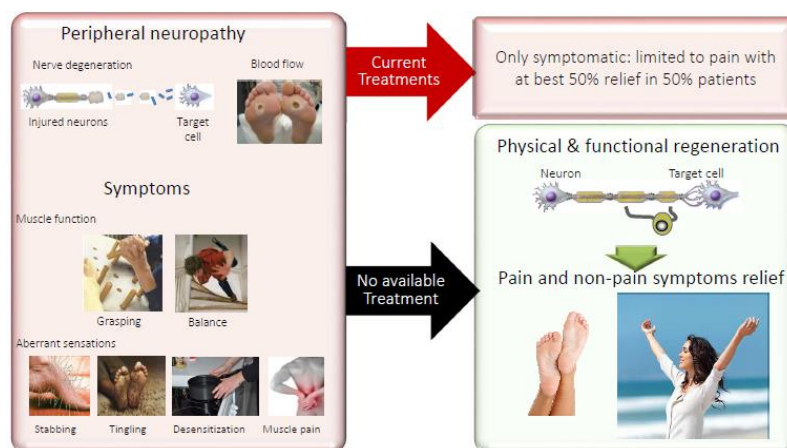 Peripheral neuropathy
Nerve degeneration
Blood flow
Injured neurons
Target
cell
Symptoms
Muscle function
Grasping
Balance
Aberrant sensations
Stabbing
Tingling
Desensitization
Muscle pain
Current
Treatments
No available
Treatment
Only symptomatic: limited to pain with
at best 50% relief in 50% patients
Physical & functional regeneration
Neuron
Target cell
Pain and non-pain symptoms relief